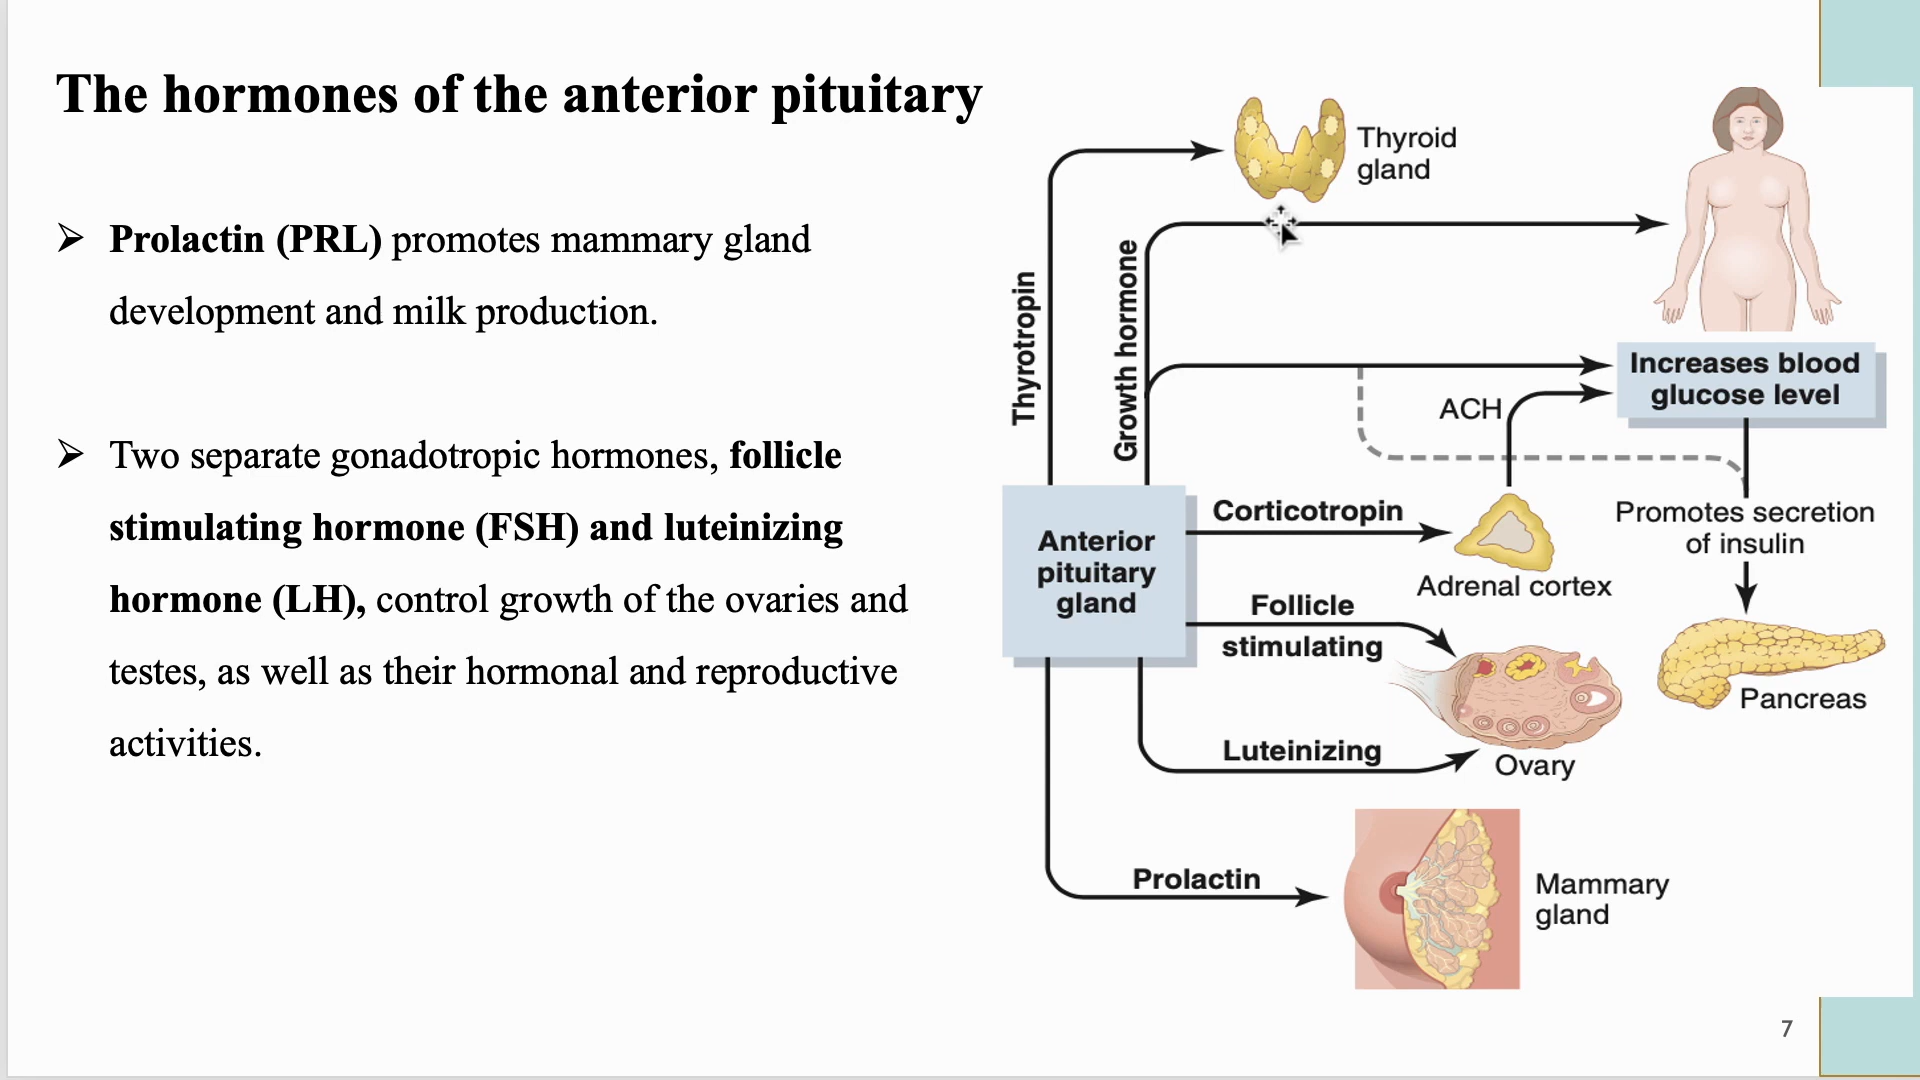 The hormones of the anterior pituitary
➢ Prolactin (PRL) promotes mammary gland
development and milk production.
➢ Two separate gonadotropic hormones, follicle
stimulating hormone (FSH) and luteinizing
hormone (LH), control growth of the ovaries and
testes, as well as their hormonal and reproductive
activities.
Thyroid
gland
Thyrotropin
Growth hormone
Increases blood
glucose level
ACH
Corticotropin
Promotes secretion
of insulin
Anterior
pituitary
gland
Adrenal cortex
Follicle
stimulating
Pancreas
Luteinizing
Ovary
Prolactin
Mammary
gland
7